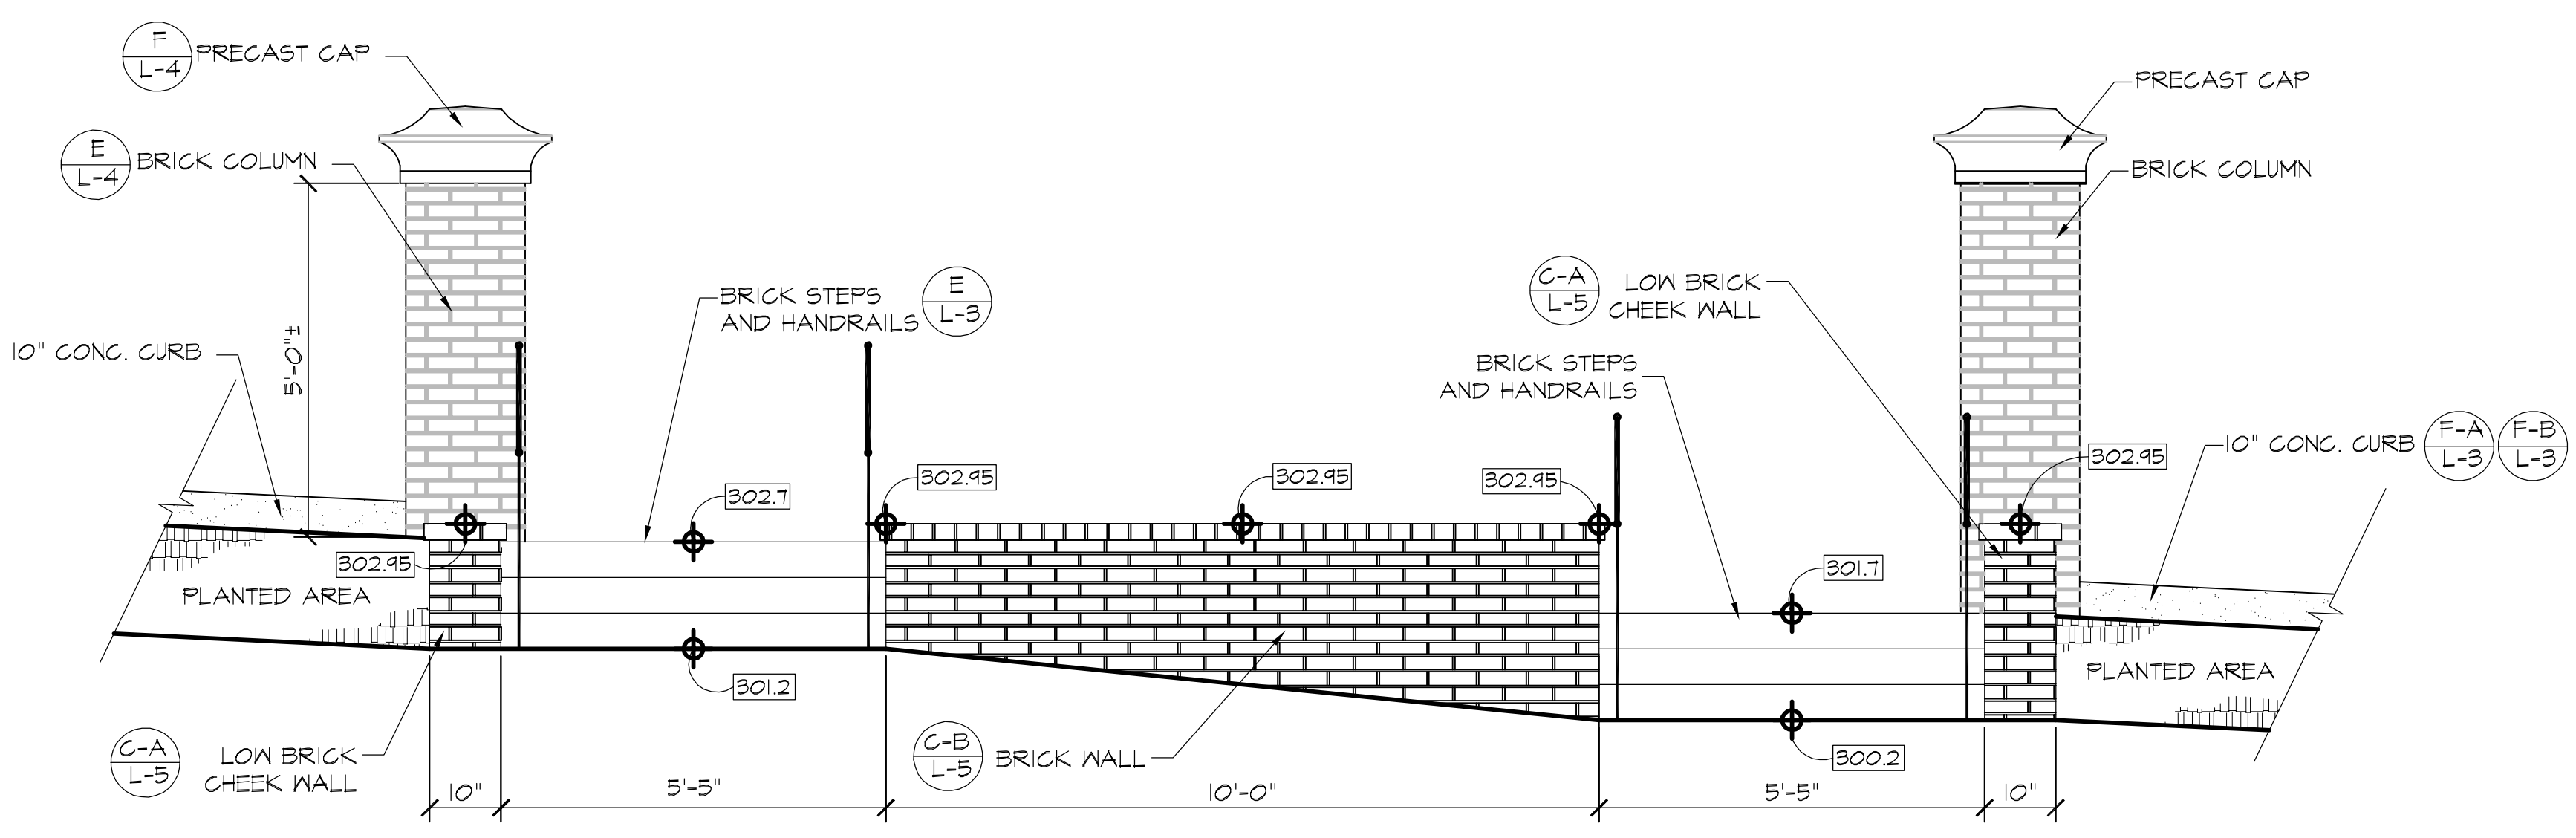 F
L-4
PRECAST CAP
PRECAST CAP
E
L-4
BRICK COLUMN
BRICK COLUMN
BRICK STEPS
AND HANDRAILS
E
L-3
C-A
L-5
LOW BRICK
CHEEK WALL
10" CONC. CURB
5'-0"±
BRICK STEPS
AND HANDRAILS
10" CONC. CURB
F-A
L-3
F-B
L-3
302.7
302.95
302.95
302.95
302.95
302.95
301.7
PLANTED AREA
PLANTED AREA
301.2
300.2
C-A
L-5
LOW BRICK
CHEEK WALL
C-B
L-5
BRICK WALL
10"
5'-5"
10'-0"
5'-5"
10"